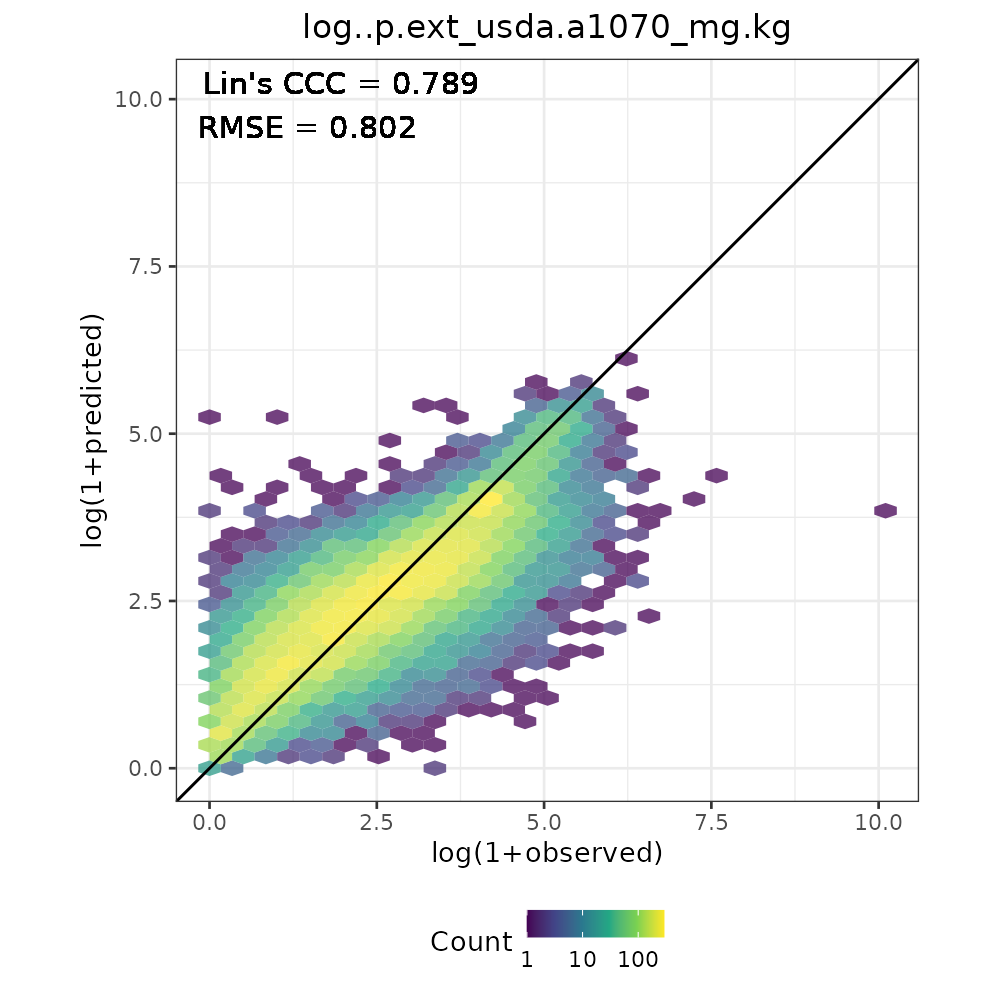 log..p.ext_usda.a1070_mg.kg
Lin's CCC = 0.789
RMSE = 0.802
10.0
7.5
5.0
2.5
0.0
log(1+predicted)
0.0 2.5 5.0 7.5 10.0
log(1+observed)
Count
1 10 100